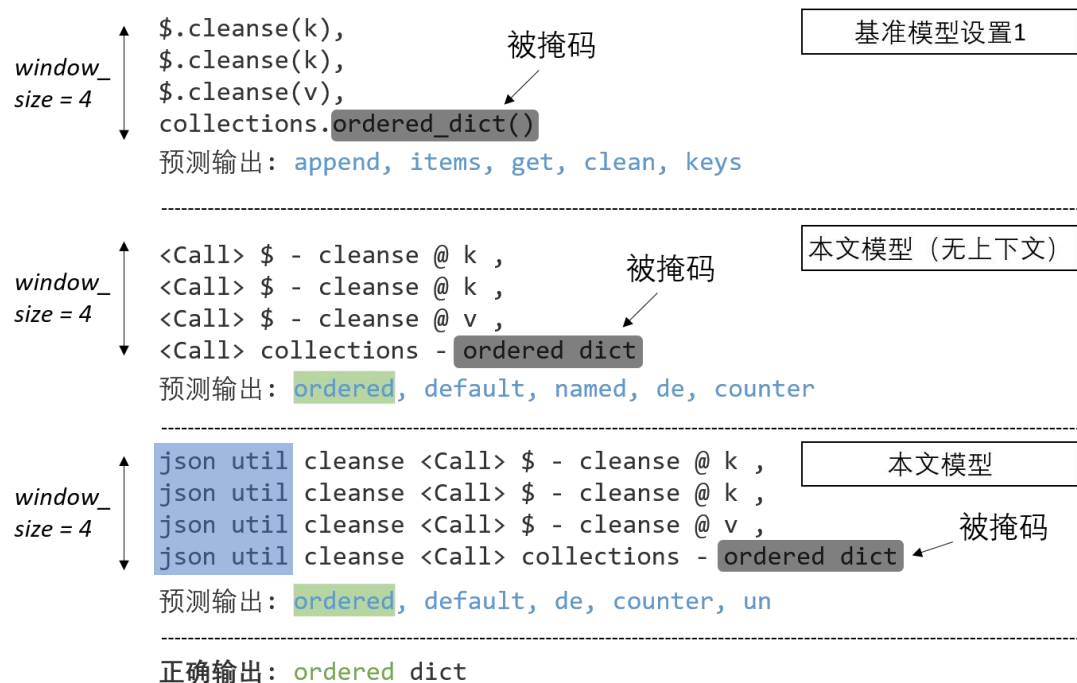 $.cleanse(k),
基准模型设置1
$.cleanse(k),
被掩码
$.cleanse(v),
window_
size = 4
collections.ordered_dict()
预测输出: append, items, get, clean, keys
本文模型（无上下文）
<Call> $ - cleanse @ k ,
被掩码
<Call> $ - cleanse @ k ,
window_
size = 4
<Call> $ - cleanse @ v ,
<Call> collections - ordered dict
预测输出: ordered, default, named, de, counter
本文模型
json util cleanse <Call> $ - cleanse @ k ,
json util cleanse <Call> $ - cleanse @ k ,
window_
size = 4
json util cleanse <Call> $ - cleanse @ v ,
被掩码
json util cleanse <Call> collections - ordered dict
预测输出: ordered, default, de, counter, un
正确输出: ordered dict